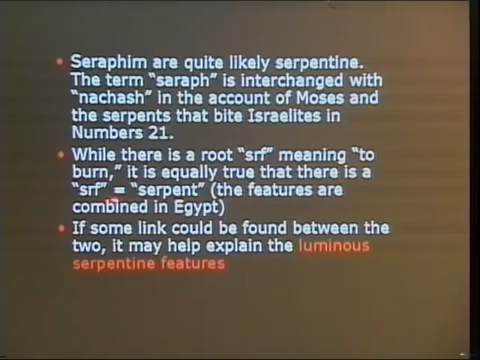 Seraphim are quite likely serpentine.
The term "saraph" is interchanged with
"nachash" in the account of Moses and
the serpents that bite Israelites in
Numbers 21.
While there is a root "srf" meaning "to
burn," it is equally true that there is a
"srf" = "serpent" (the features are
combined in Egypt)
If some link could be found between the
two, it may help explain the luminous
serpentine features